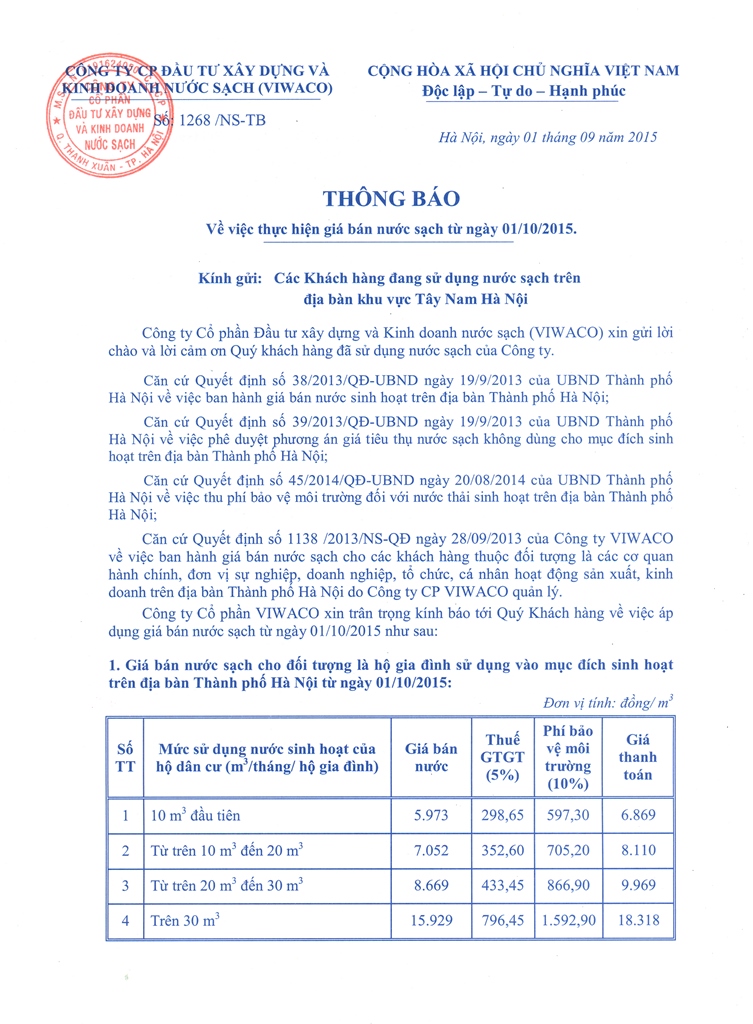 CÔNG TY CP ĐẦU TƯ XÂY DỰNG VÀ
KINH DOANH NƯỚC SẠCH (VIWACO)
Số: 1268 /NS-TB
CỘNG HÒA XÃ HỘI CHỦ NGHĨA VIỆT NAM
Độc lập – Tự do – Hạnh phúc
Hà Nội, ngày 01 tháng 09 năm 2015
CÔNG TY
CỔ PHẦN
ĐẦU TƯ XÂY DỰNG
VÀ KINH DOANH
NƯỚC SẠCH
Q. THANH XUÂN - TP. HÀ NỘI
THÔNG BÁO
Về việc thực hiện giá bán nước sạch từ ngày 01/10/2015.
Kính gửi: Các Khách hàng đang sử dụng nước sạch trên
địa bàn khu vực Tây Nam Hà Nội
Công ty Cổ phần Đầu tư xây dựng và Kinh doanh nước sạch (VIWACO) xin gửi lời
chào và lời cảm ơn Quý khách hàng đã sử dụng nước sạch của Công ty.
Căn cứ Quyết định số 38/2013/QĐ-UBND ngày 19/9/2013 của UBND Thành phố
Hà Nội về việc ban hành giá bán nước sinh hoạt trên địa bàn Thành phố Hà Nội;
Căn cứ Quyết định số 39/2013/QĐ-UBND ngày 19/9/2013 của UBND Thành phố
Hà Nội về việc phê duyệt phương án giá tiêu thụ nước sạch không dùng cho mục đích sinh
hoạt trên địa bàn Thành phố Hà Nội;
Căn cứ Quyết định số 45/2014/QĐ-UBND ngày 20/08/2014 của UBND Thành phố
Hà Nội về việc thu phí bảo vệ môi trường đối với nước thải sinh hoạt trên địa bàn Thành phố
Hà Nội;
Căn cứ Quyết định số 1138 /2013/NS-QĐ ngày 28/09/2013 của Công ty VIWACO
về việc ban hành giá bán nước sạch cho các khách hàng thuộc đối tượng là các cơ quan
hành chính, đơn vị sự nghiệp, doanh nghiệp, tổ chức, cá nhân hoạt động sản xuất, kinh
doanh trên địa bàn Thành phố Hà Nội do Công ty CP VIWACO quản lý.
Công ty Cổ phần VIWACO xin trân trọng kính báo tới Quý Khách hàng về việc áp
dụng giá bán nước sạch từ ngày 01/10/2015 như sau:
1. Giá bán nước sạch cho đối tượng là hộ gia đình sử dụng vào mục đích sinh hoạt
trên địa bàn Thành phố Hà Nội từ ngày 01/10/2015:
Đơn vị tính: đồng/ m³
Số TT Mức sử dụng nước sinh hoạt của hộ dân cư (m³/tháng/ hộ gia đình) Giá bán nước Thuế GTGT (5%) Phí bảo vệ môi trường (10%) Giá thanh toán
1 10 m³ đầu tiên 5.973 298,65 597,30 6.869
2 Từ trên 10 m³ đến 20 m³ 7.052 352,60 705,20 8.110
3 Từ trên 20 m³ đến 30 m³ 8.669 433,45 866,90 9.969
4 Trên 30 m³ 15.929 796,45 1.592,90 18.318